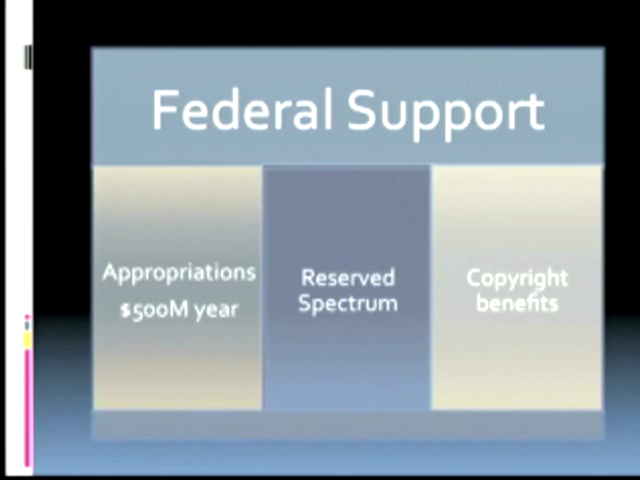 Federal Support
Appropriations
$500M year
Reserved
Spectrum
Copyright
benefits